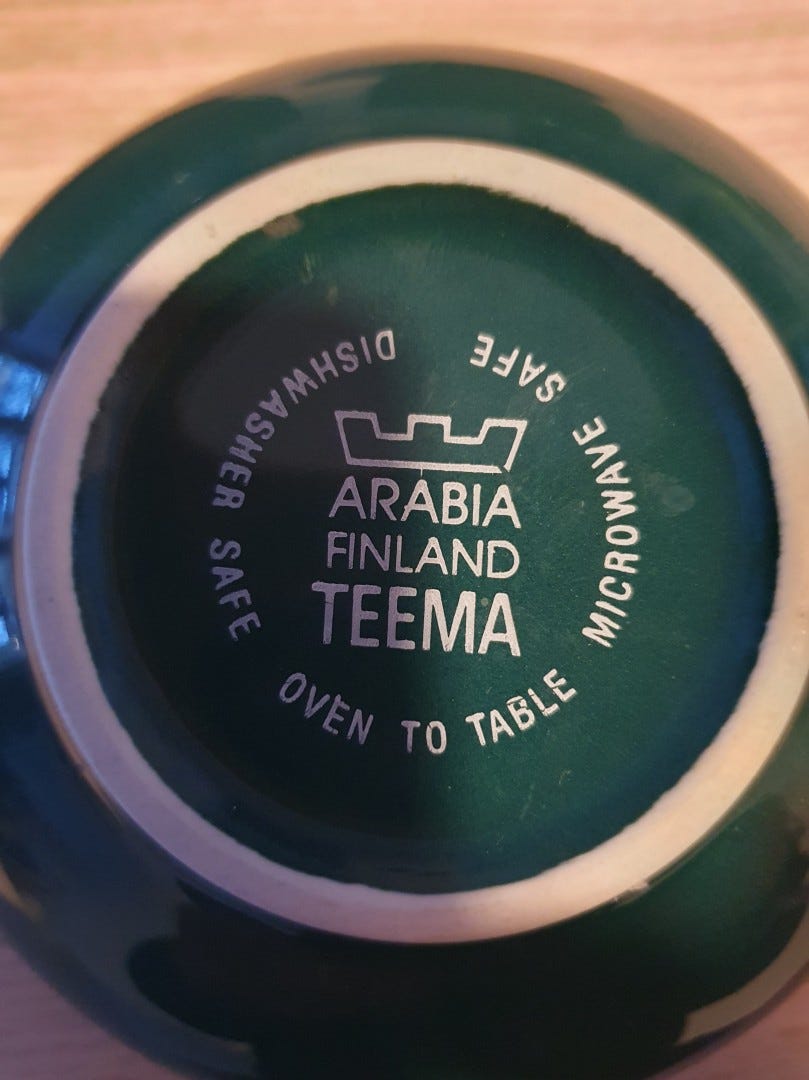 ARABIA
FINLAND
TEEMA
DISHWASHER SAFE
OVEN TO TABLE
MICROWAVE SAFE